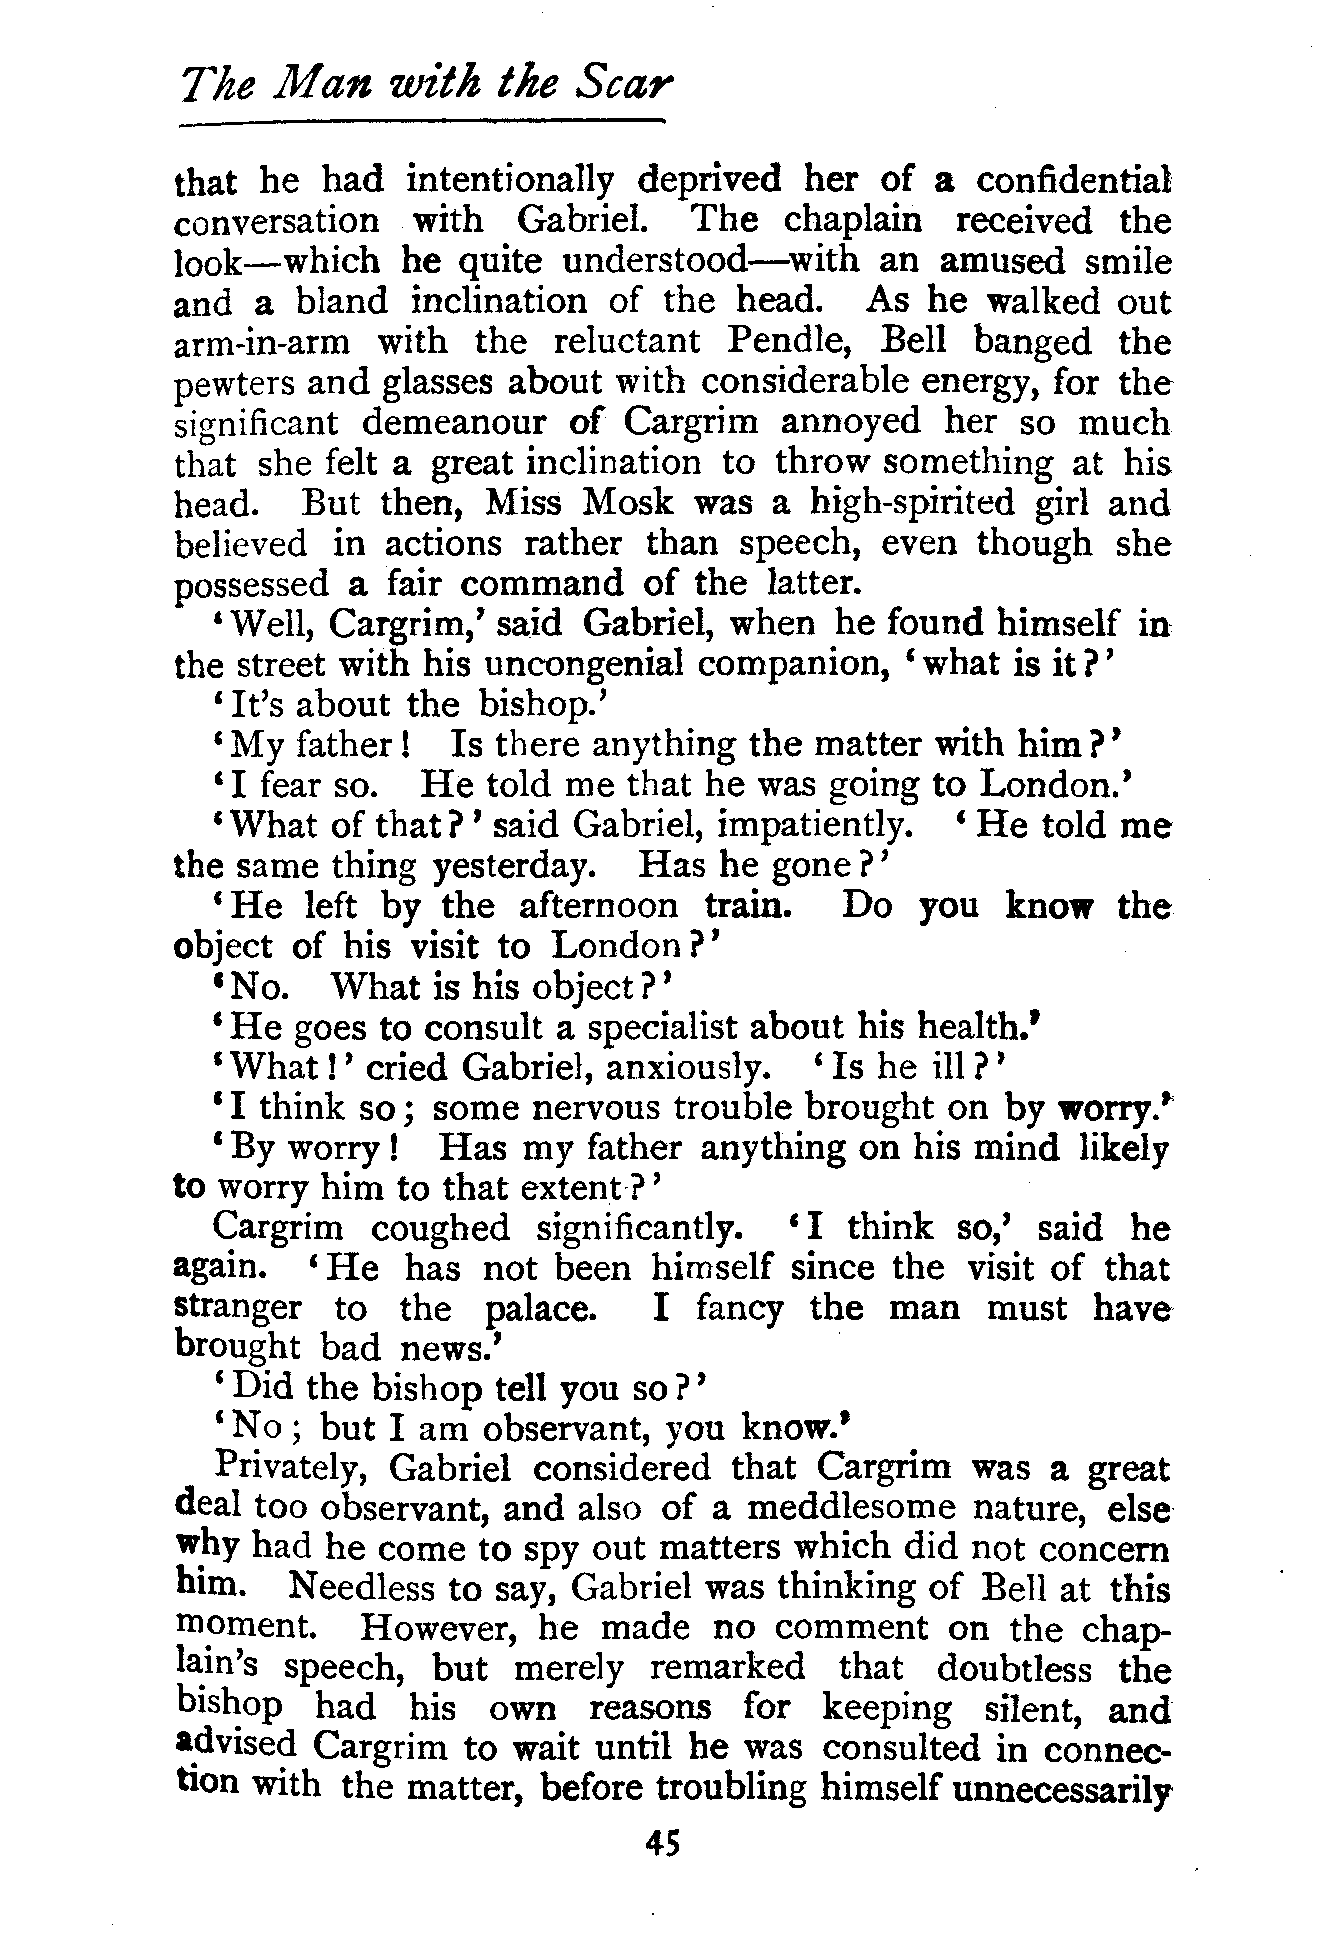 The Man with the Scar
that he had intentionally deprived her of a confidential
conversation with Gabriel. The chaplain received the
look—which he quite understood—with an amused smile
and a bland inclination of the head. As he walked out
arm-in-arm with the reluctant Pendle, Bell banged the
pewters and glasses about with considerable energy, for the
significant demeanour of Cargrim annoyed her so much
that she felt a great inclination to throw something at his
head. But then, Miss Mosk was a high-spirited girl and
believed in actions rather than speech, even though she
possessed a fair command of the latter.
‘Well, Cargrim,’ said Gabriel, when he found himself in
the street with his uncongenial companion, ‘what is it?’
‘It’s about the bishop.’
‘My father! Is there anything the matter with him?’
‘I fear so. He told me that he was going to London.’
‘What of that?’ said Gabriel, impatiently. ‘He told me
the same thing yesterday. Has he gone?’
‘He left by the afternoon train. Do you know the
object of his visit to London?’
‘No. What is his object?’
‘He goes to consult a specialist about his health.’
‘What!’ cried Gabriel, anxiously. ‘Is he ill?’
‘I think so; some nervous trouble brought on by worry.’
‘By worry! Has my father anything on his mind likely
to worry him to that extent?’
Cargrim coughed significantly. ‘I think so,’ said he
again. ‘He has not been himself since the visit of that
stranger to the palace. I fancy the man must have
brought bad news.’
‘Did the bishop tell you so?’
‘No; but I am observant, you know.’
Privately, Gabriel considered that Cargrim was a great
deal too observant, and also of a meddlesome nature, else
why had he come to spy out matters which did not concern
him. Needless to say, Gabriel was thinking of Bell at this
moment. However, he made no comment on the chap-
lain’s speech, but merely remarked that doubtless the
bishop had his own reasons for keeping silent, and
advised Cargrim to wait until he was consulted in connec-
tion with the matter, before troubling himself unnecessarily
45